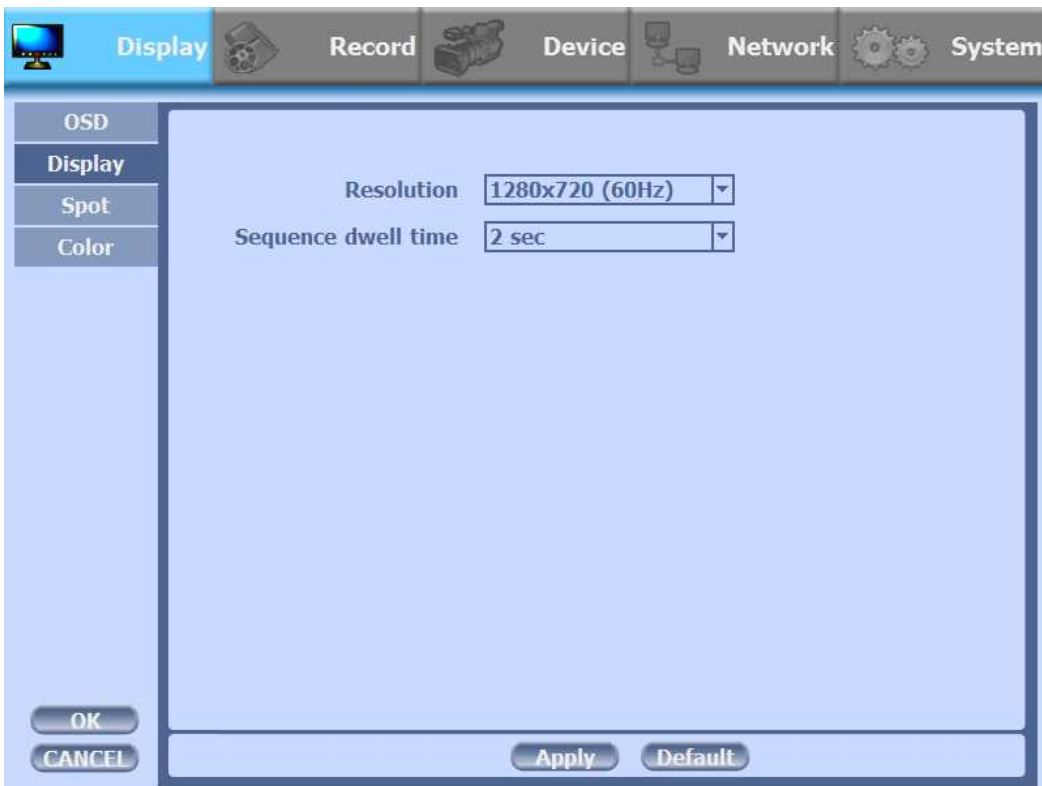 Display Record Device Network System
OSD
Display
Spot
Color
Resolution 1280x720 (60Hz)
Sequence dwell time 2 sec
OK
CANCEL
Apply Default